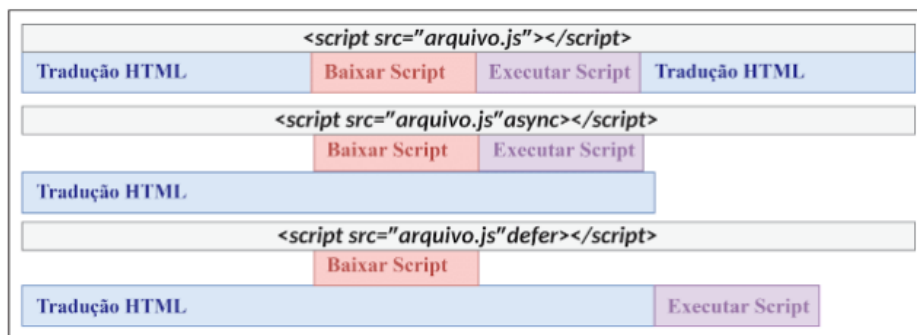 <script src="arquivo.js"></script>
Tradução HTML Baixar Script Executar Script Tradução HTML
<script src="arquivo.js"async></script>
Baixar Script Executar Script
Tradução HTML
<script src="arquivo.js"defer></script>
Baixar Script
Tradução HTML Executar Script